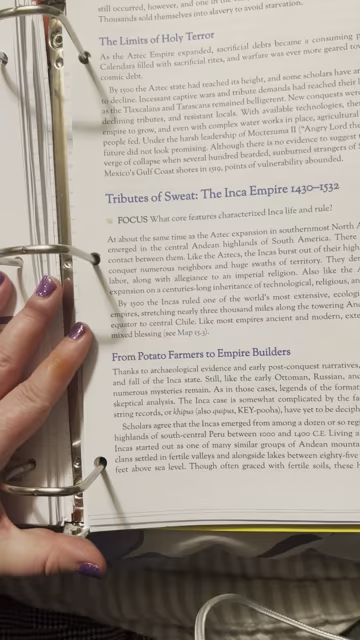 still occurred, however, and one in the
Thousands sold themselves into slavery to avoid starvation.
The Limits of Holy Terror
As the Aztec Empire expanded, sacrificial debts became a consuming p
Calendars filled with sacrificial rites, and warfare was ever more geared to
cosmic debt.
By 1500 the Aztec state had reached its height, and some scholars have ar
to decline. Incessant captive wars and tribute demands had reached their l
as the Tlaxcalans and Tarascans remained belligerent. New conquests were
declining tributes, and resistant locals. With available technologies, the
empire to grow, and even with complex water works in place, agricultural
people fed. Under the harsh leadership of Moctezuma II ("Angry Lord the
future did not look promising. Although there is no evidence to suggest
verge of collapse when several hundred bearded, sunburned strangers of S
Mexico's Gulf Coast shores in 1519, points of vulnerability abounded.
Tributes of Sweat: The Inca Empire 1430–1532
FOCUS What core features characterized Inca life and rule?
At about the same time as the Aztec expansion in southernmost North A
emerged in the central Andean highlands of South America. There
contact between them. Like the Aztecs, the Incas burst out of their high
conquer numerous neighbors and huge swaths of territory. They de
labor, along with allegiance to an imperial religion. Also like the A
expansion on a centuries-long inheritance of technological, religious, an
By 1500 the Incas ruled one of the world's most extensive, ecolog
empires, stretching nearly three thousand miles along the towering An
equator to central Chile. Like most empires ancient and modern, exte
mixed blessing (see Map 15.3).
From Potato Farmers to Empire Builders
Thanks to archaeological evidence and early post-conquest narratives,
and fall of the Inca state. Still, like the early Ottoman, Russian, and
numerous mysteries remain. As in those cases, legends of the format
skeptical analysis. The Inca case is somewhat complicated by the fa
string records, or khipus (also quipus, KEY-poohs), have yet to be deciph
Scholars agree that the Incas emerged from among a dozen or so reg
highlands of south-central Peru between 1000 and 1400 C.E. Living a
Incas started out as one of many similar groups of Andean mounta
clans settled in fertile valleys and alongside lakes between eighty-five
feet above sea level. Though often graced with fertile soils, these h